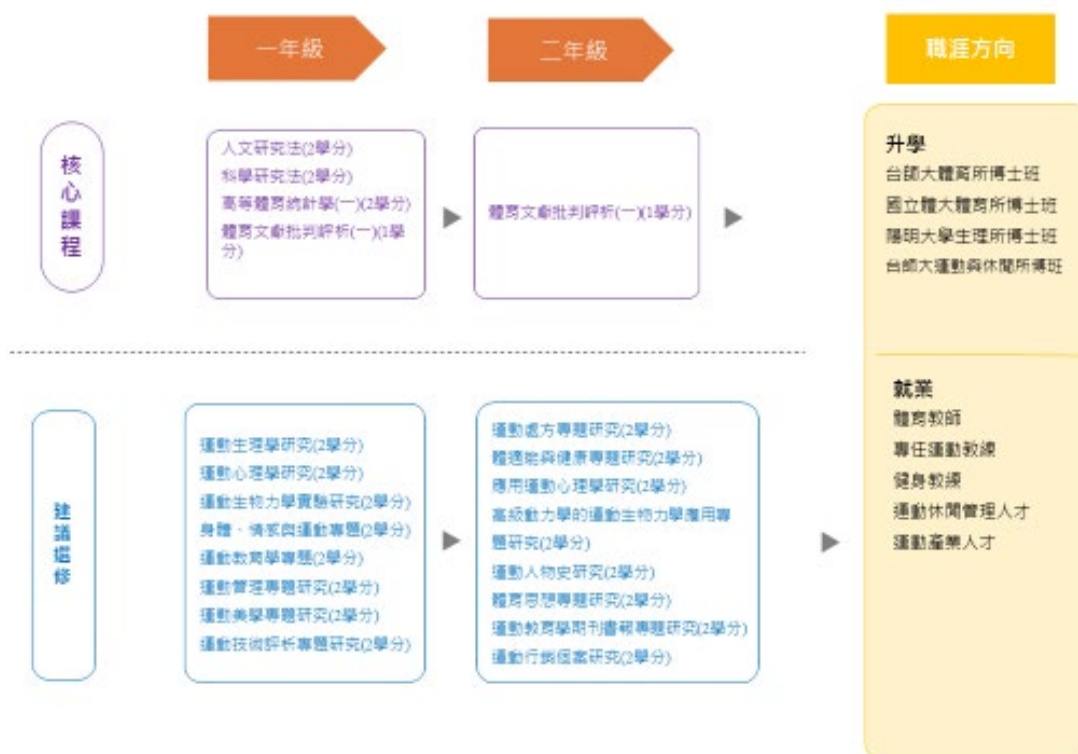 一年級
二年級
職涯方向
核心課程
人文研究法(2學分)
科學研究法(2學分)
高等體育統計學(一)(2學分)
體育文獻批判評析(一)(1學
分)
體育文獻批判評析(一)(1學分)
升學
台師大體育所博士班
國立體大體育所博士班
陽明大學生理所博士班
台師大運動與休閒所博班
建議選修
運動生理學研究(2學分)
運動心理學研究(2學分)
運動生物力學實驗研究(2學分)
身體、情感與運動專題(2學分)
運動教育學專題(2學分)
運動管理專題研究(2學分)
運動美學專題研究(2學分)
運動技術評析專題研究(2學分)
運動處方專題研究(2學分)
體適能與健康專題研究(2學分)
應用運動心理學研究(2學分)
高級動力學的運動生物力學應用專
題研究(2學分)
運動人物史研究(2學分)
體育思想專題研究(2學分)
運動教育學期刊書報專題研究(2學分)
運動行銷個案研究(2學分)
就業
體育教師
專任運動教練
健身教練
運動休閒管理人才
運動產業人才